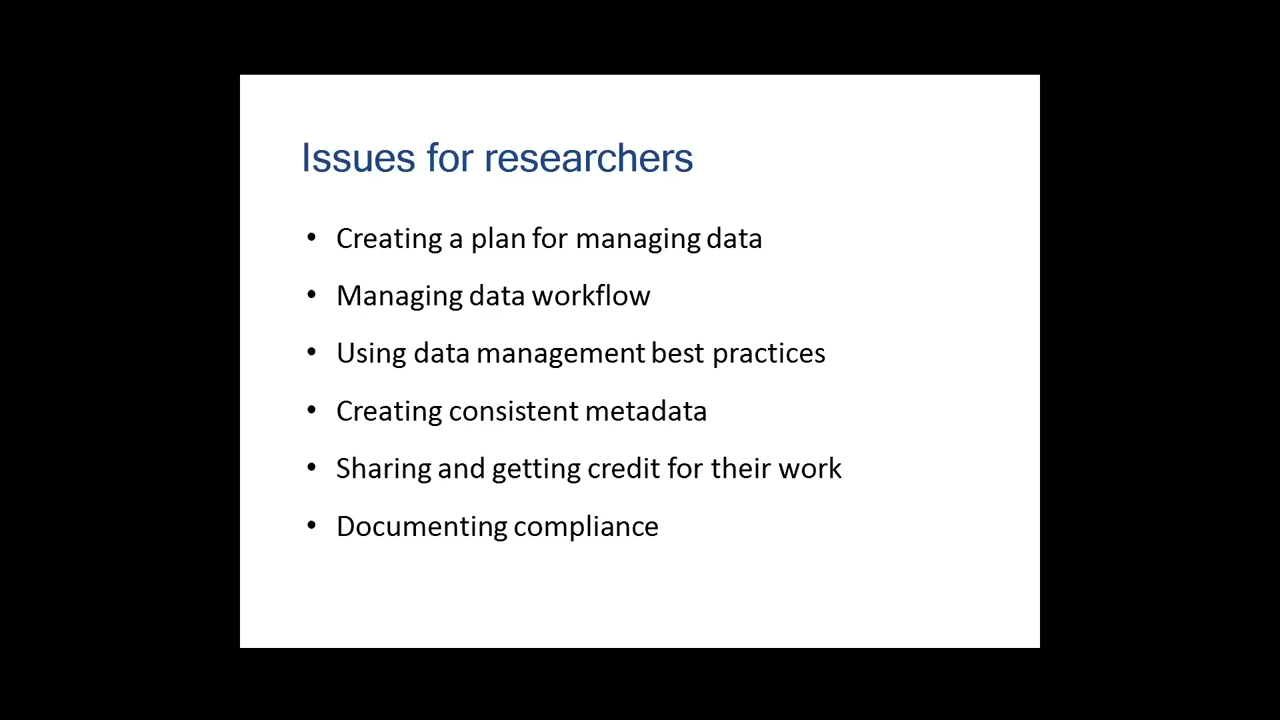 Issues for researchers
• Creating a plan for managing data
• Managing data workflow
• Using data management best practices
• Creating consistent metadata
• Sharing and getting credit for their work
• Documenting compliance